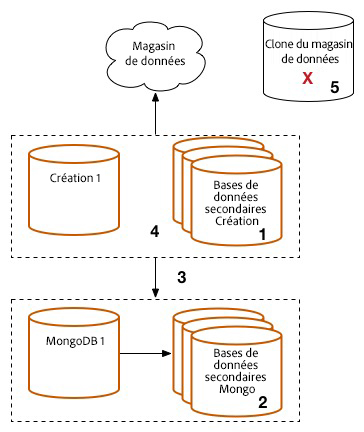 Magasin
de données
Clone du magasin
de données
X
5
Création 1
Bases de
données
secondaires
Création
1
4
3
MongoDB 1
Bases de
données
secondaires
Mongo
2